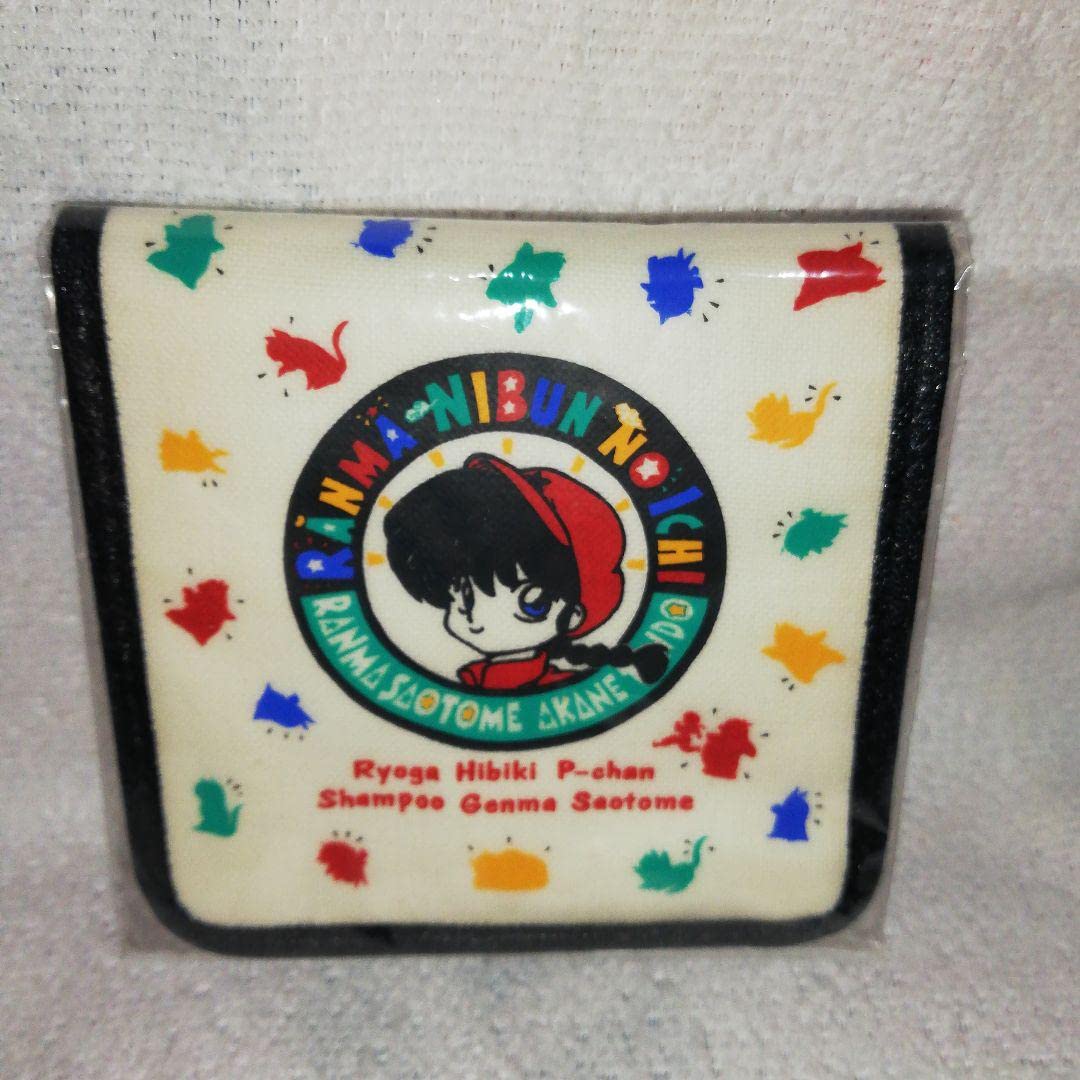 RANMA-NIBUN NO ICHI
RANMA SAOTOME AKANE
Ryoga Hibiki P-chan
Shampoo Genma Saotome